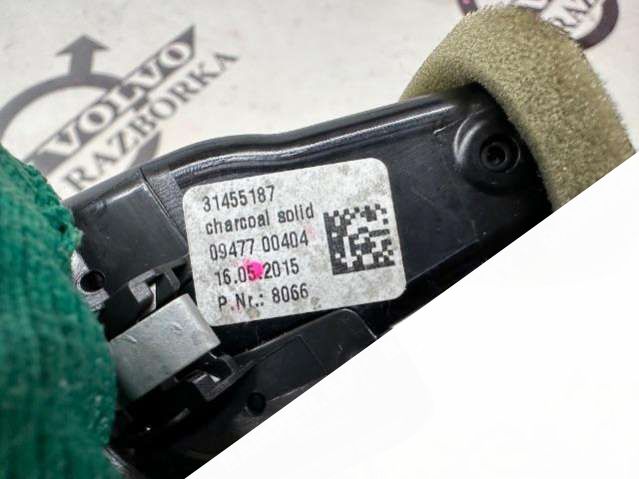 VOLVO
RAZBORKA
31455187
charcoal solid
09477 00404
16.05.2015
P.Nr.: 8066